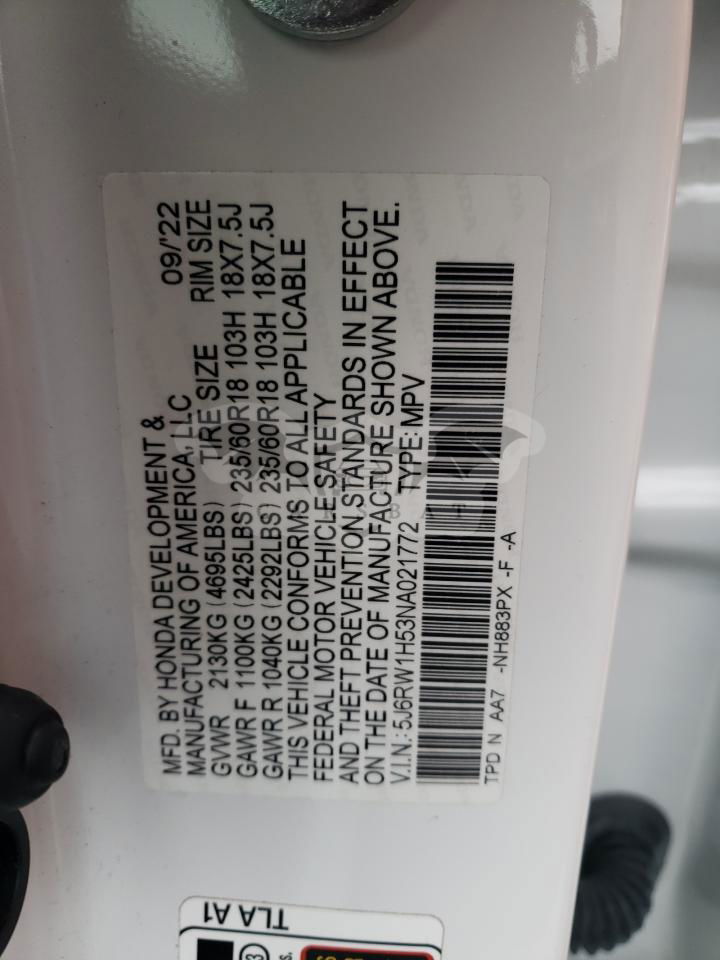 MFD. BY HONDA DEVELOPMENT & 09/'22
MANUFACTURING OF AMERICA, LLC
GVWR 2130KG (4695LBS) TIRE SIZE RIM SIZE
GAWR F 1100KG (2425LBS) 235/60R18 103H 18X7.5J
GAWR R 1040KG (2292LBS) 235/60R18 103H 18X7.5J
THIS VEHICLE CONFORMS TO ALL APPLICABLE
FEDERAL MOTOR VEHICLE SAFETY
AND THEFT PREVENTION STANDARDS IN EFFECT
ON THE DATE OF MANUFACTURE SHOWN ABOVE.
V.I.N.: 5J6RW1H53NA021772 TYPE: MPV
TPD N AA7 -NH883PX -F -A
TLA A1